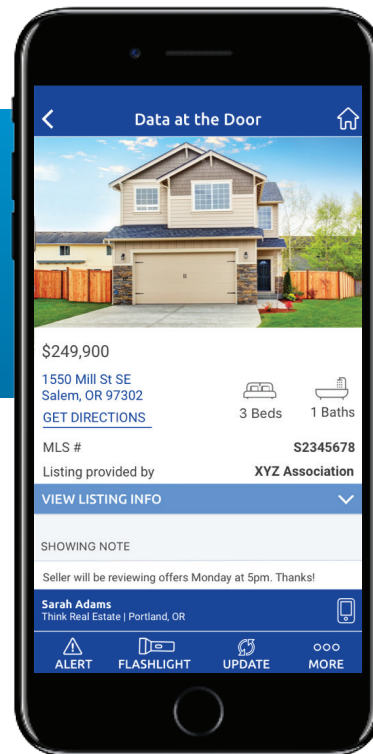 Data at the Door
$249,900
1550 Mill St SE
Salem, OR 97302
GET DIRECTIONS
3 Beds
1 Baths
MLS # S2345678
Listing provided by XYZ Association
VIEW LISTING INFO
SHOWING NOTE
Seller will be reviewing offers Monday at 5pm. Thanks!
Sarah Adams
Think Real Estate | Portland, OR
ALERT FLASHLIGHT UPDATE MORE